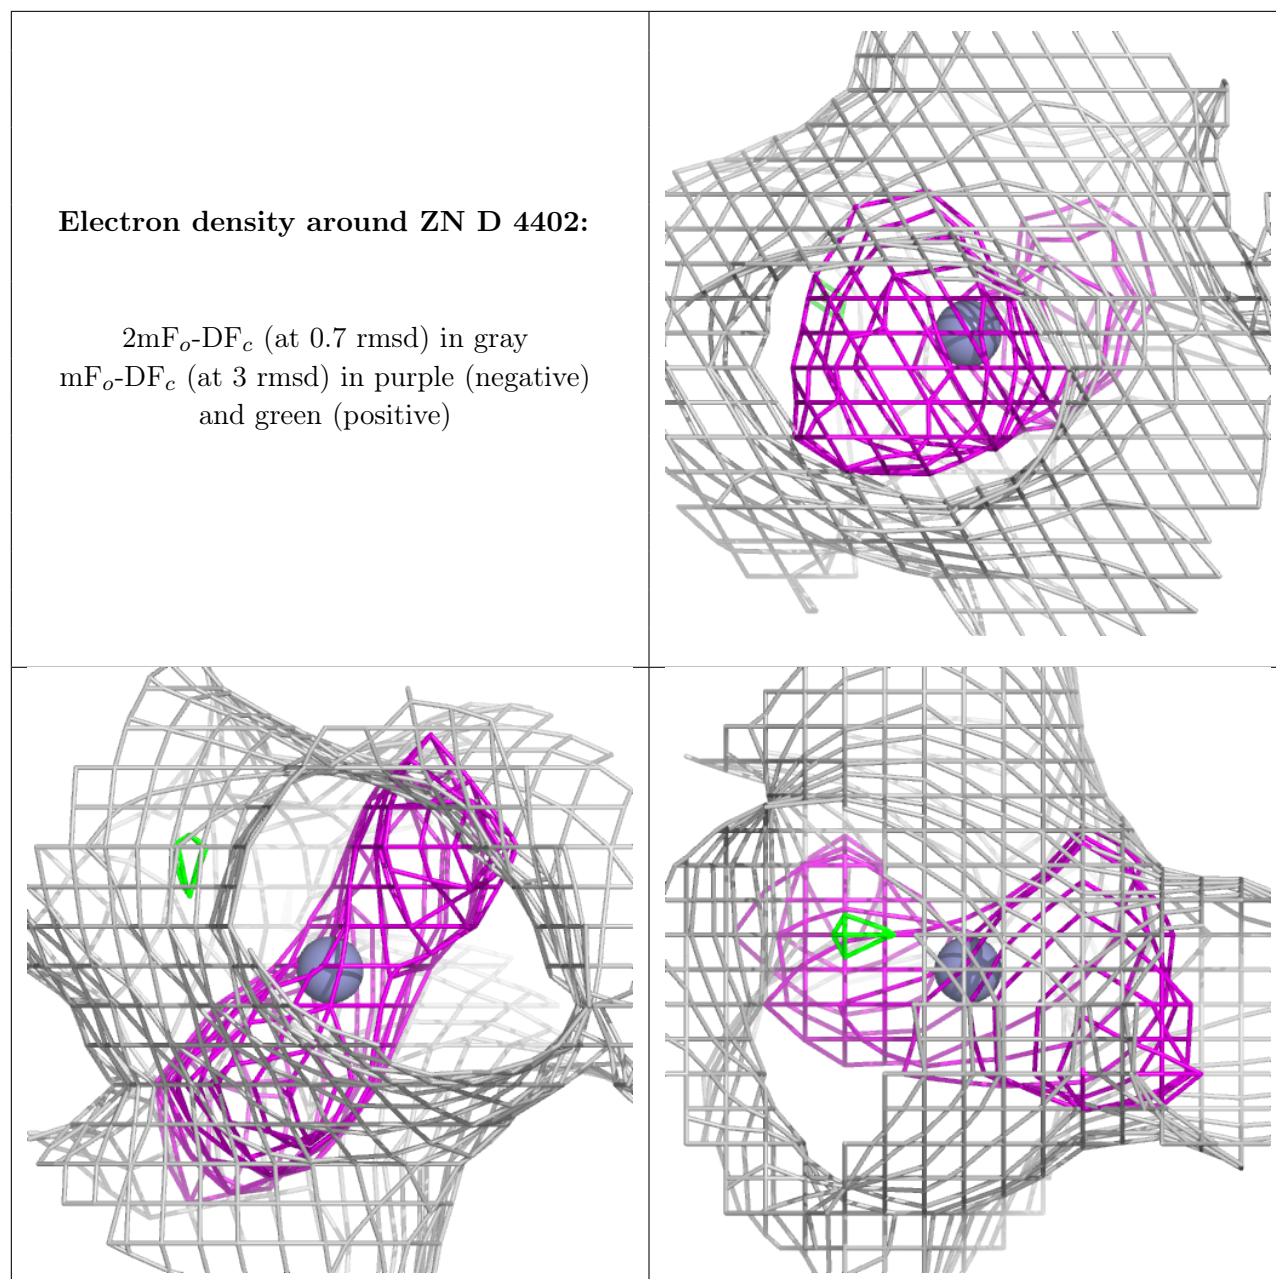 Electron density around ZN D 4402:
2mFo-DFc (at 0.7 rmsd) in gray
mFo-DFc (at 3 rmsd) in purple (negative)
and green (positive)